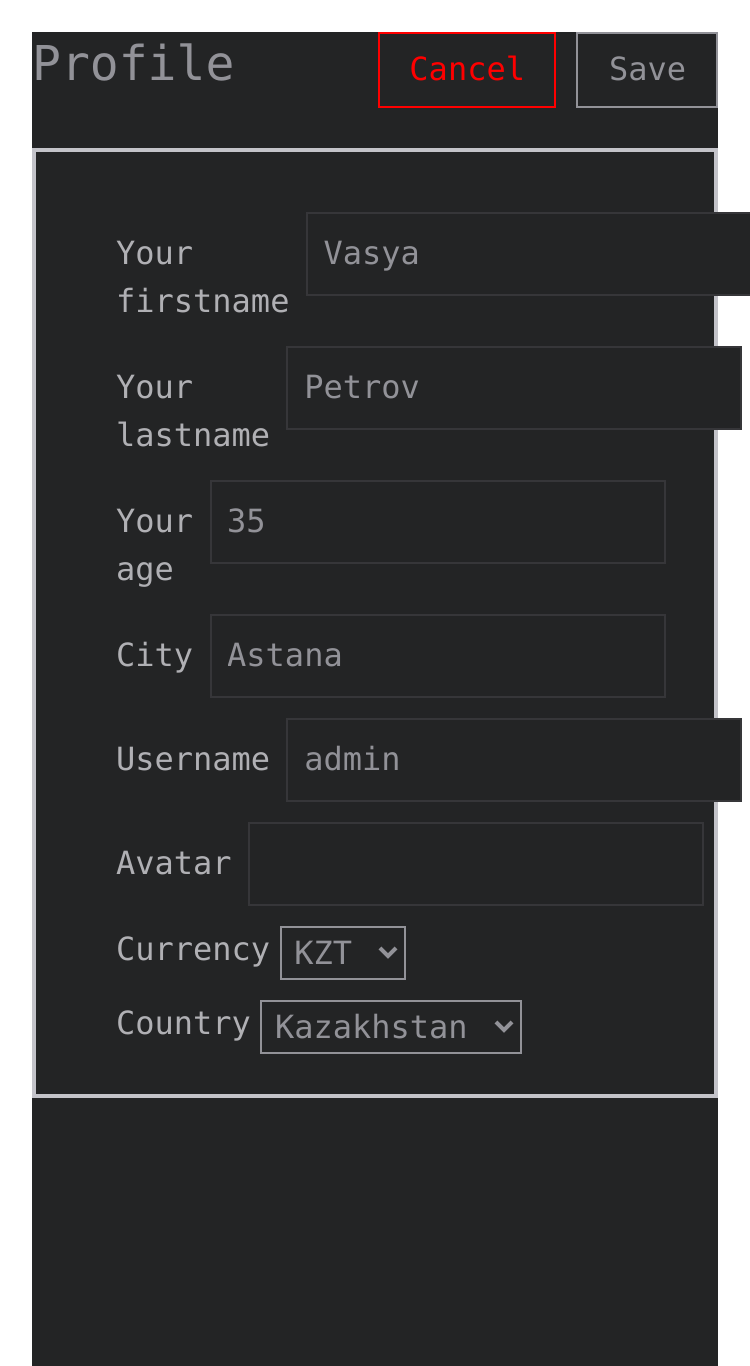 Profile
Cancel
Save
Your firstname
Vasya
Your lastname
Petrov
Your age
35
City
Astana
Username
admin
Avatar
Currency
KZT
Country
Kazakhstan